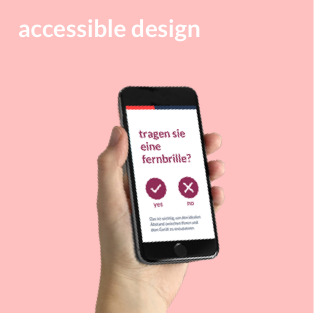 accessible design
tragen sie
eine
fernbrille?
yes
no
Das ist wichtig, um den idealen
Abstand zwischen Ihnen und
dem Gerät zu